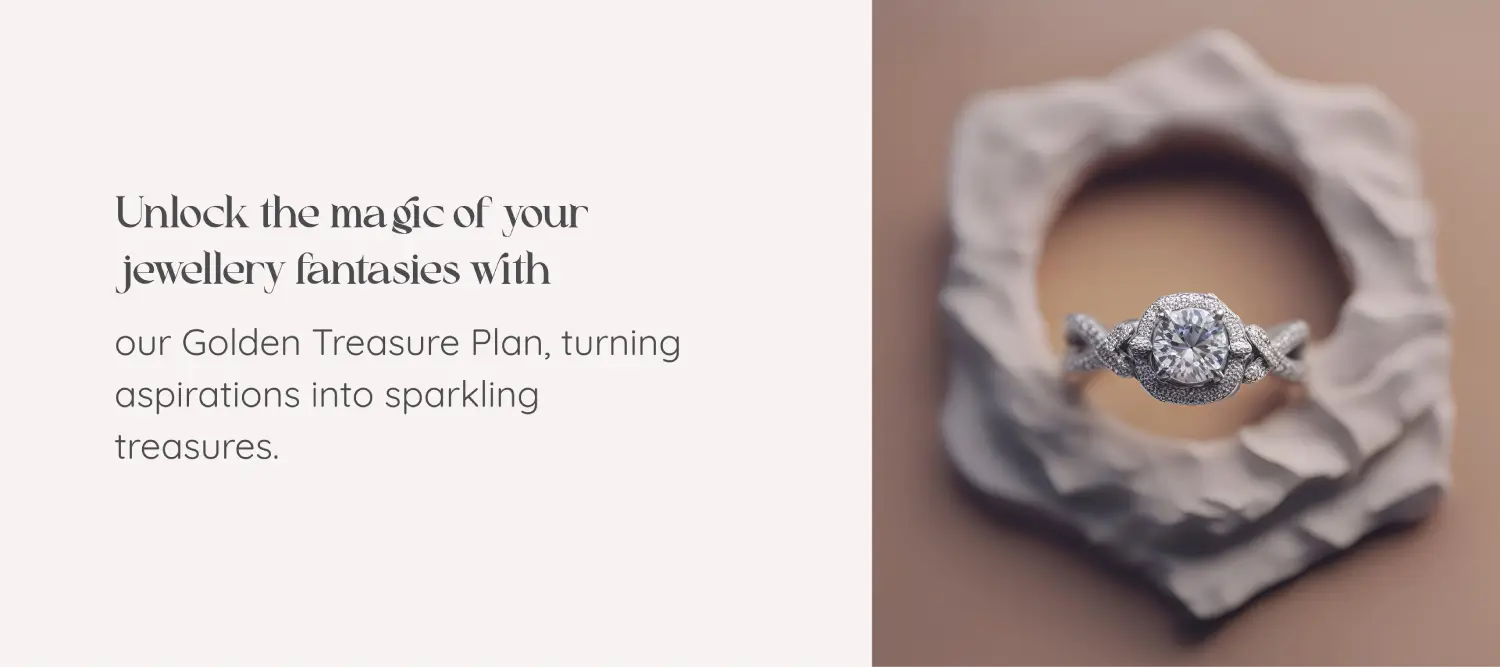 Unlock the magic of your
jewellery fantasies with
our Golden Treasure Plan, turning
aspirations into sparkling
treasures.